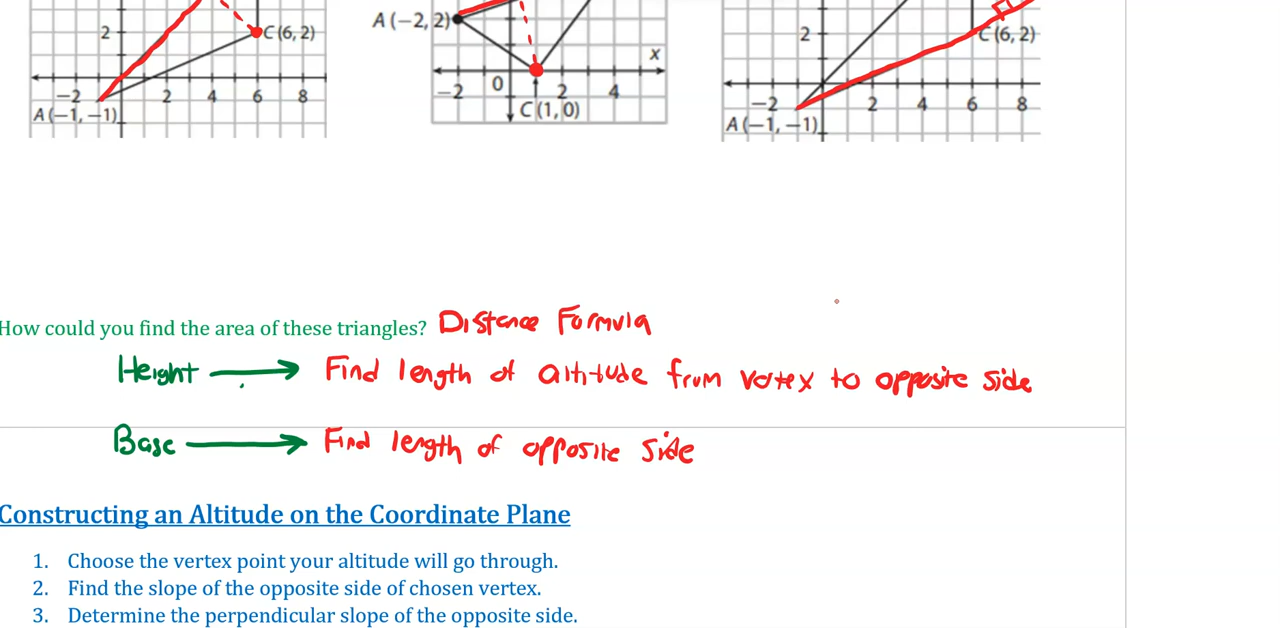 2
C (6, 2)
−2
2
4
6
8
A (−1, −1)
A (−2, 2)
x
−2
0
2
4
C (1, 0)
2
C (6, 2)
−2
2
4
6
8
A (−1, −1)
How could you find the area of these triangles? Distance Formula
Height → Find length of altitude from vertex to opposite side
Base → Find length of opposite side
Constructing an Altitude on the Coordinate Plane
1. Choose the vertex point your altitude will go through.
2. Find the slope of the opposite side of chosen vertex.
3. Determine the perpendicular slope of the opposite side.